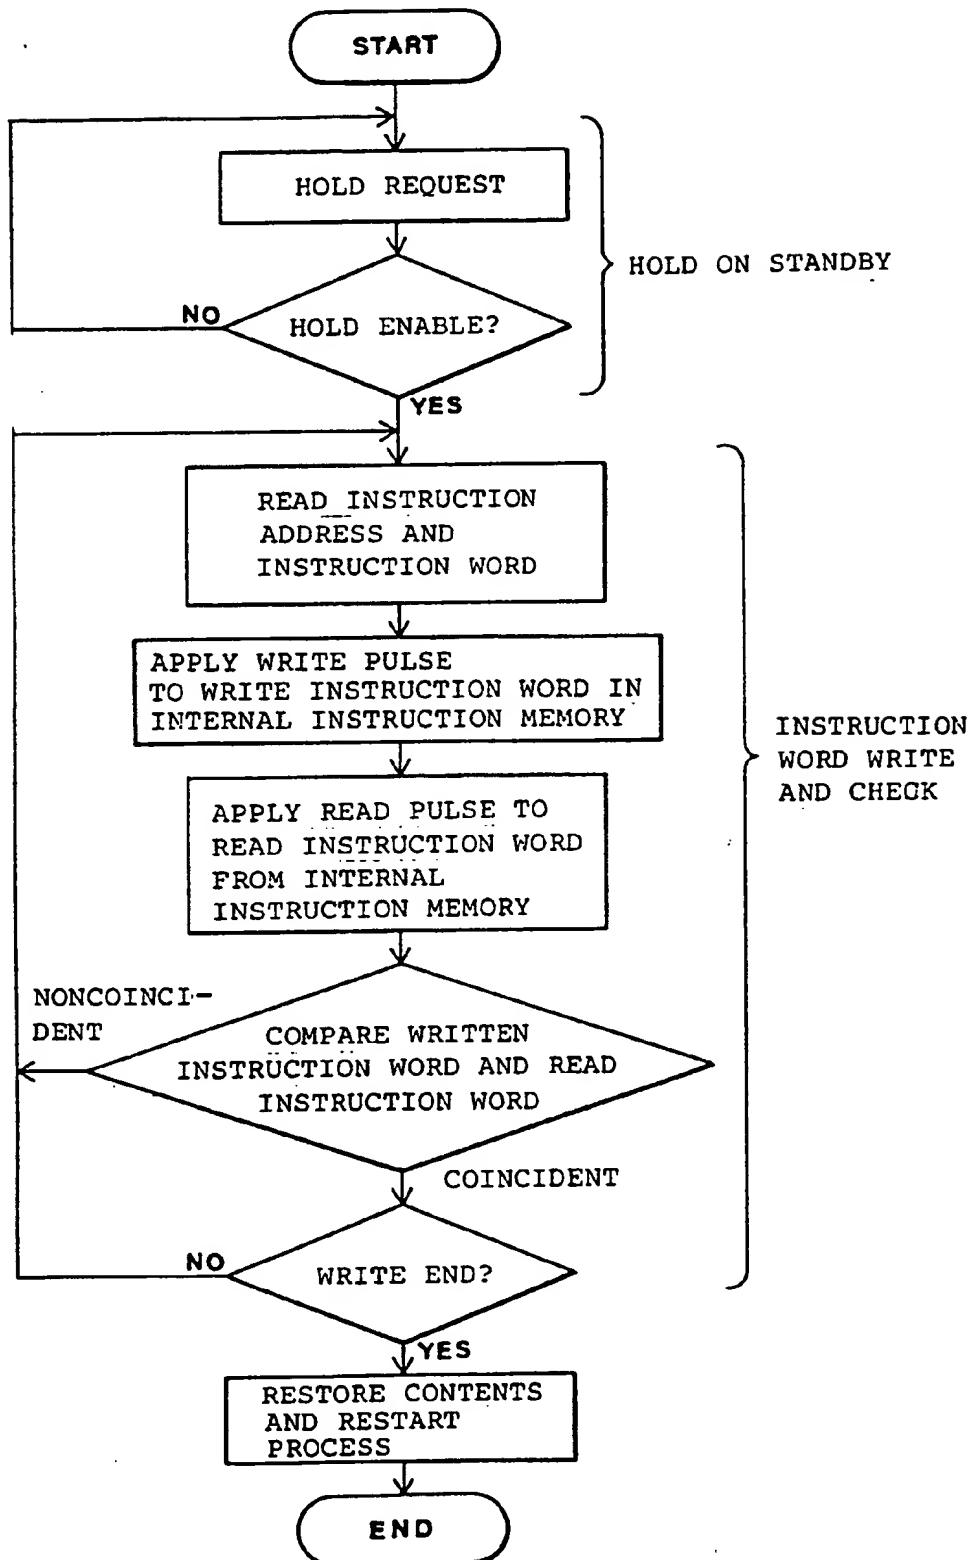 START
HOLD REQUEST
HOLD ON STANDBY
NO
HOLD ENABLE?
YES
READ INSTRUCTION
ADDRESS AND
INSTRUCTION WORD
APPLY WRITE PULSE
TO WRITE INSTRUCTION WORD IN
INTERNAL INSTRUCTION MEMORY
INSTRUCTION
WORD WRITE
AND CHECK
APPLY READ PULSE TO
READ INSTRUCTION WORD
FROM INTERNAL
INSTRUCTION MEMORY
NONCOINCI-
DENT
COMPARE WRITTEN
INSTRUCTION WORD AND READ
INSTRUCTION WORD
COINCIDENT
NO
WRITE END?
YES
RESTORE CONTENTS
AND RESTART
PROCESS
END